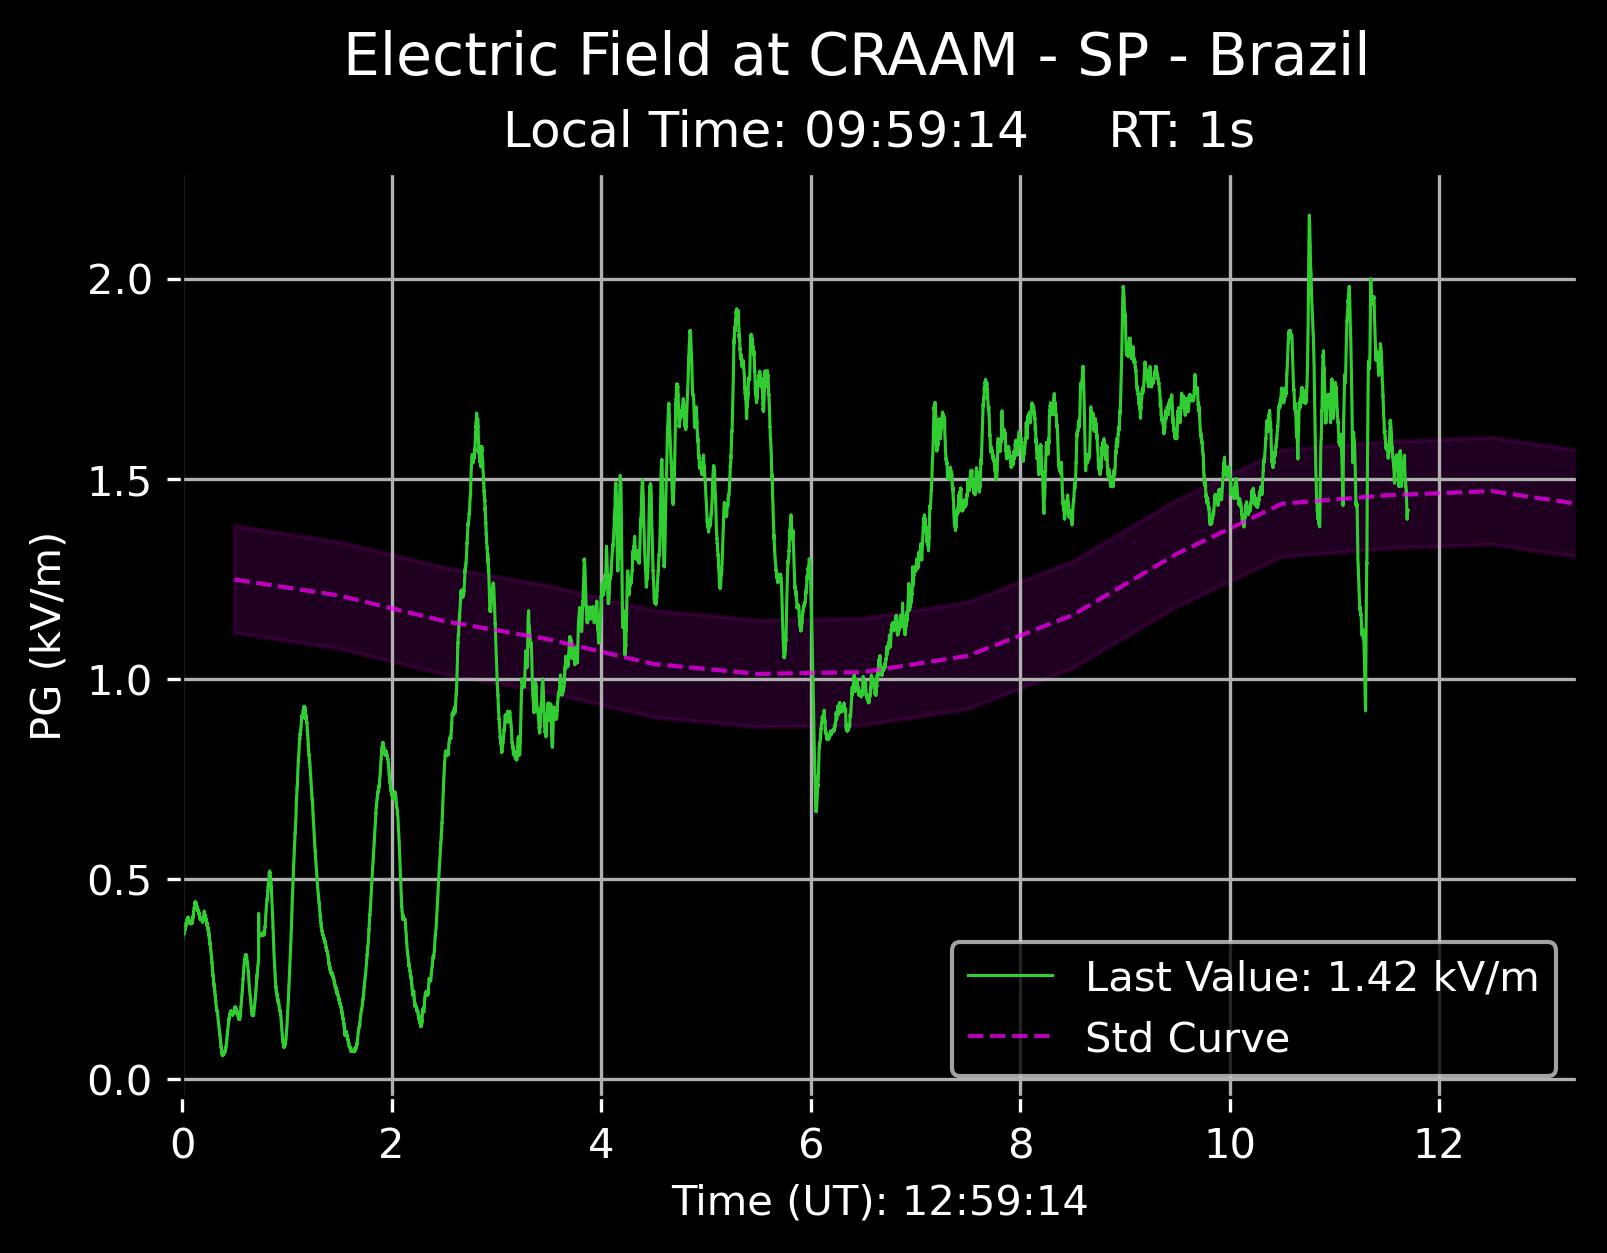 Electric Field at CRAAM - SP - Brazil
Local Time: 09:59:14 RT: 1s
PG (kV/m)
2.0
1.5
1.0
0.5
0.0
Last Value: 1.42 kV/m
Std Curve
0 2 4 6 8 10 12
Time (UT): 12:59:14